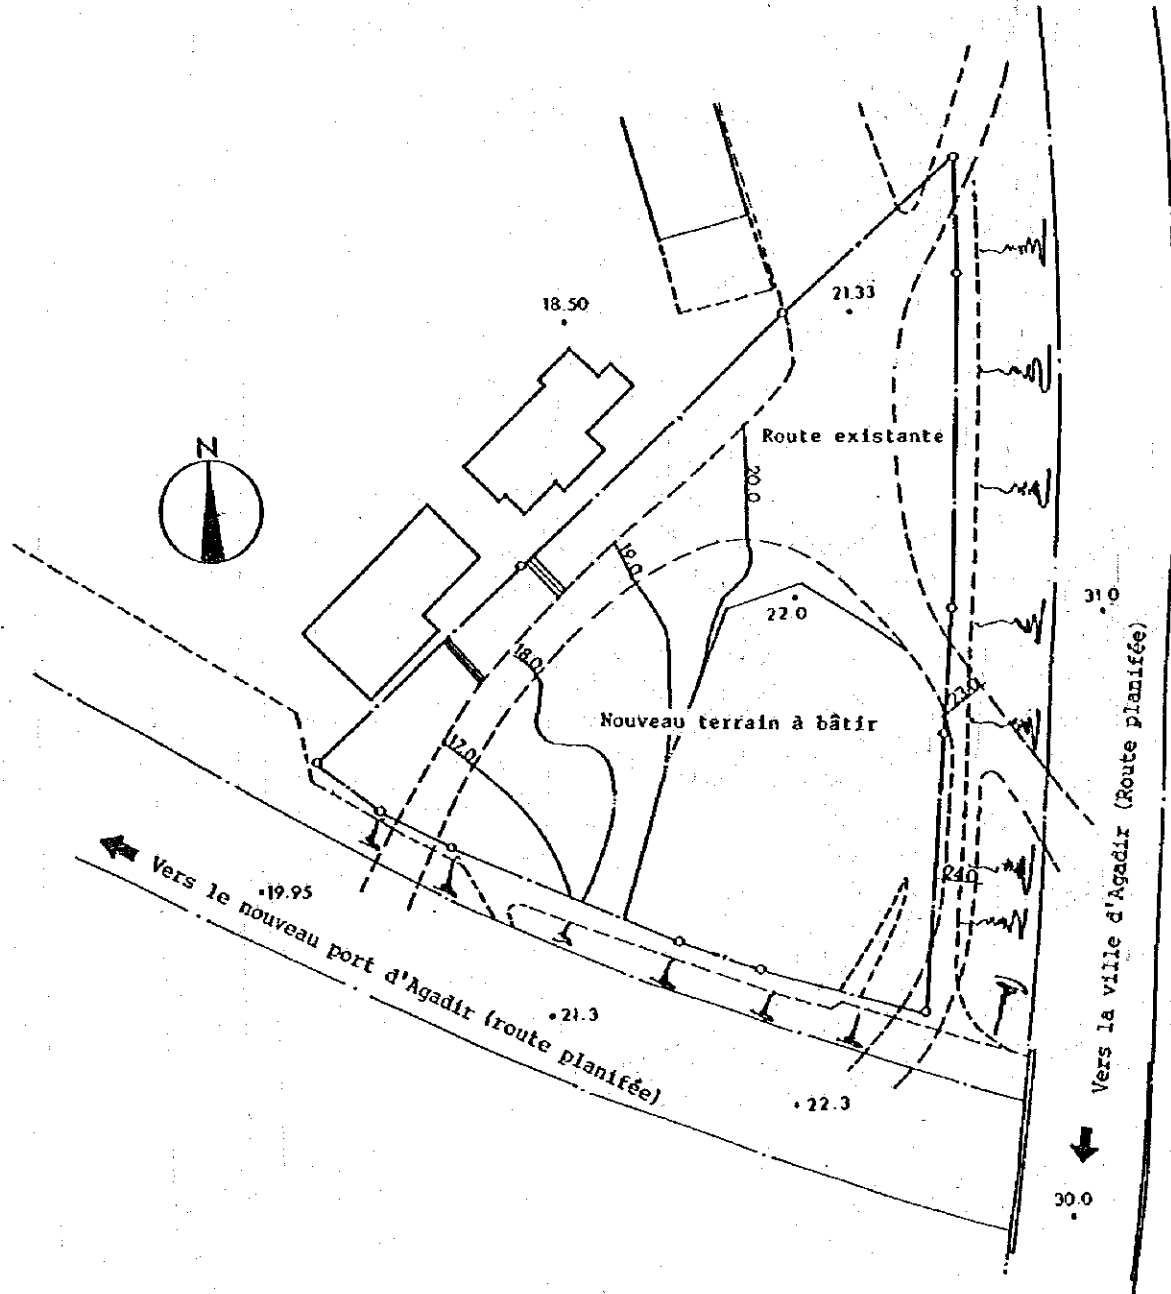 21.33
18.50
Route existante
N
20.0
19.0
22.0
31.0
18.0
23.0
Nouveau terrain à bâtir
17.0
Vers la ville d'Agadir (Route planifée)
24.0
19.95
Vers le nouveau port d'Agadir (route planifée)
21.3
22.3
30.0